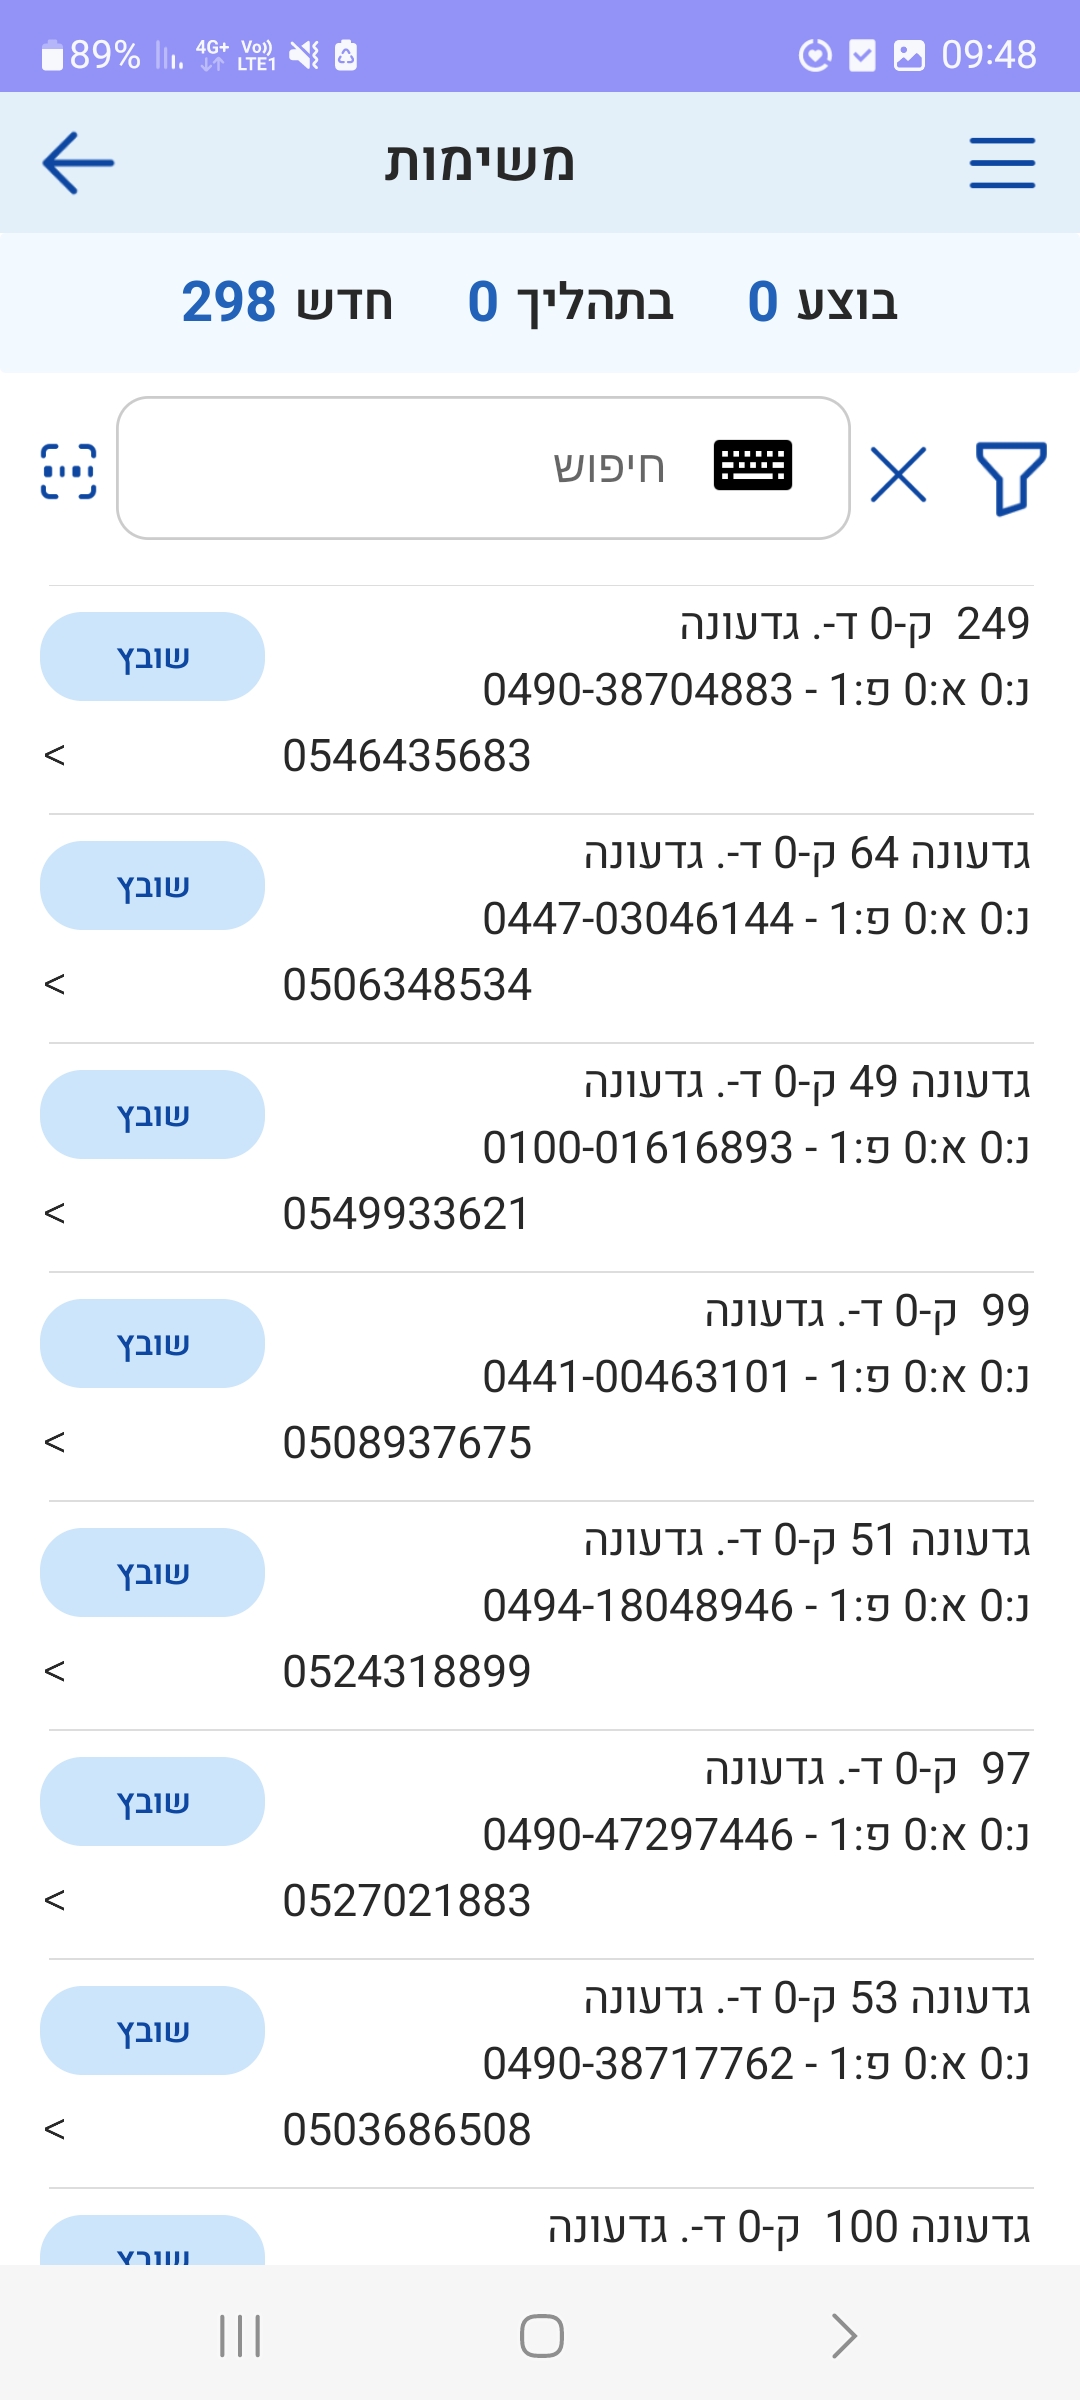 89% 4G+ Vo)) LTE1 09:48
משימות
בוצע 0 בתהליך 0 חדש 298
חיפוש
249 ק-0 ד-. גדעונה
שובץ
נ:0 א:0 פ:1 - 0490-38704883
0546435683
<
גדעונה 64 ק-0 ד-. גדעונה
שובץ
נ:0 א:0 פ:1 - 0447-03046144
0506348534
<
גדעונה 49 ק-0 ד-. גדעונה
שובץ
נ:0 א:0 פ:1 - 0100-01616893
0549933621
<
99 ק-0 ד-. גדעונה
שובץ
נ:0 א:0 פ:1 - 0441-00463101
0508937675
<
גדעונה 51 ק-0 ד-. גדעונה
שובץ
נ:0 א:0 פ:1 - 0494-18048946
0524318899
<
97 ק-0 ד-. גדעונה
שובץ
נ:0 א:0 פ:1 - 0490-47297446
0527021883
<
גדעונה 53 ק-0 ד-. גדעונה
שובץ
נ:0 א:0 פ:1 - 0490-38717762
0503686508
<
גדעונה 100 ק-0 ד-. גדעונה
שובץ